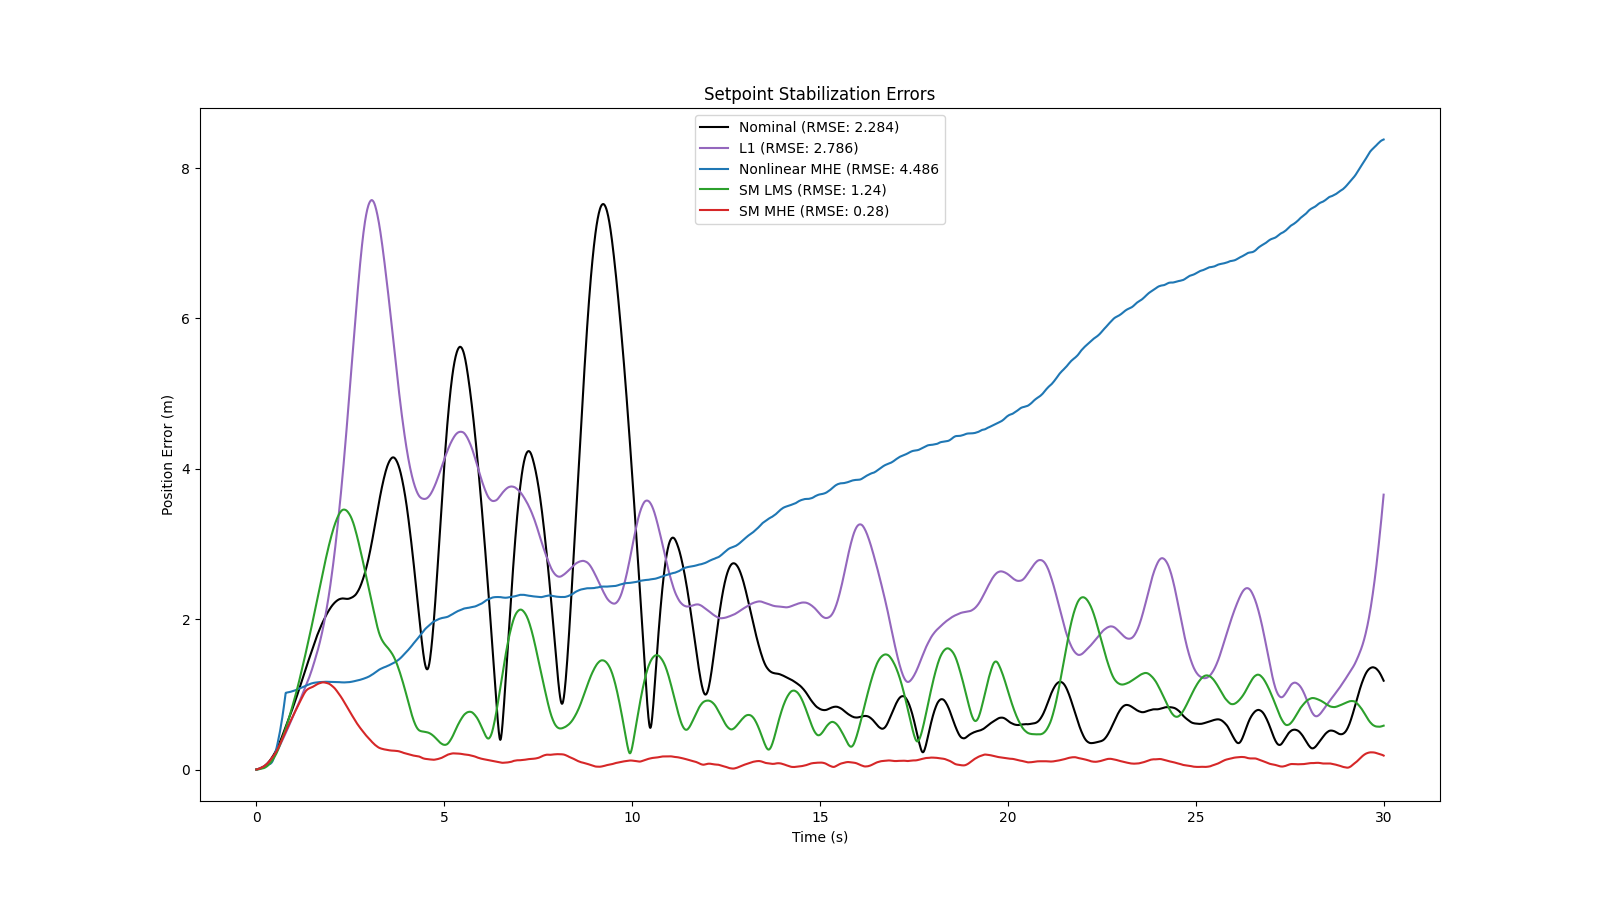 Setpoint Stabilization Errors
Nominal (RMSE: 2.284)
L1 (RMSE: 2.786)
Nonlinear MHE (RMSE: 4.486
SM LMS (RMSE: 1.24)
SM MHE (RMSE: 0.28)
Position Error (m)
8
6
4
2
0
0 5 10 15 20 25 30
Time (s)